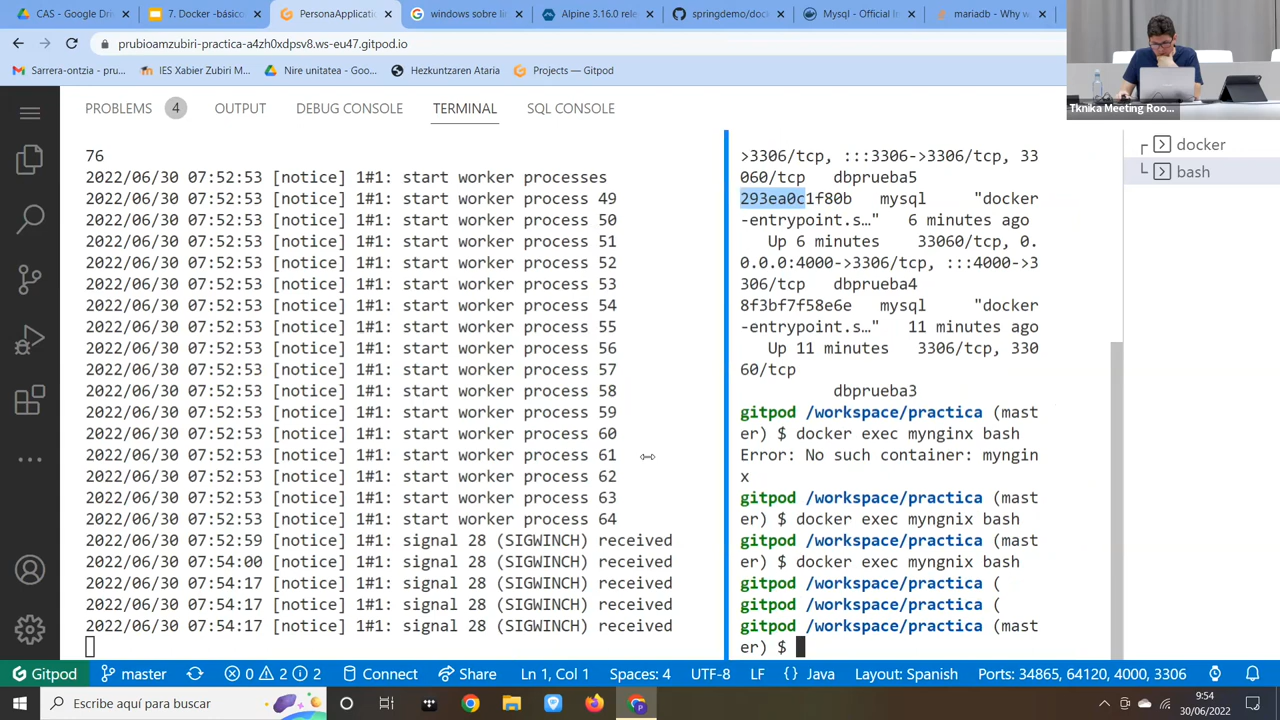 2022
7. Docker -básico
PersonaApplication
windows sobre li
Alpine 3.16.0 rele
springdemo/dock
Mysql - Official In
mariadb - Why w
prubioamzubiri-practica-a4zh0xdpsv8.ws-eu47.gitpod.io
Sarrera-ontzia – pru...
IES Xabier Zubiri M...
Nire unitatea – Goo...
Hezkuntzaren Ataria
Projects — Gitpod
Tknika Meeting Roo...
PROBLEMS 4
OUTPUT
DEBUG CONSOLE
TERMINAL
SQL CONSOLE
76
2022/06/30 07:52:53 [notice] 1#1: start worker processes
2022/06/30 07:52:53 [notice] 1#1: start worker process 49
2022/06/30 07:52:53 [notice] 1#1: start worker process 50
2022/06/30 07:52:53 [notice] 1#1: start worker process 51
2022/06/30 07:52:53 [notice] 1#1: start worker process 52
2022/06/30 07:52:53 [notice] 1#1: start worker process 53
2022/06/30 07:52:53 [notice] 1#1: start worker process 54
2022/06/30 07:52:53 [notice] 1#1: start worker process 55
2022/06/30 07:52:53 [notice] 1#1: start worker process 56
2022/06/30 07:52:53 [notice] 1#1: start worker process 57
2022/06/30 07:52:53 [notice] 1#1: start worker process 58
2022/06/30 07:52:53 [notice] 1#1: start worker process 59
2022/06/30 07:52:53 [notice] 1#1: start worker process 60
2022/06/30 07:52:53 [notice] 1#1: start worker process 61
2022/06/30 07:52:53 [notice] 1#1: start worker process 62
2022/06/30 07:52:53 [notice] 1#1: start worker process 63
2022/06/30 07:52:53 [notice] 1#1: start worker process 64
2022/06/30 07:52:59 [notice] 1#1: signal 28 (SIGWINCH) received
2022/06/30 07:54:00 [notice] 1#1: signal 28 (SIGWINCH) received
2022/06/30 07:54:17 [notice] 1#1: signal 28 (SIGWINCH) received
2022/06/30 07:54:17 [notice] 1#1: signal 28 (SIGWINCH) received
2022/06/30 07:54:17 [notice] 1#1: signal 28 (SIGWINCH) received
>3306/tcp, :::3306->3306/tcp, 33
060/tcp dbprueba5
293ea0c1f80b mysql "docker
-entrypoint.s…" 6 minutes ago
Up 6 minutes 33060/tcp, 0.
0.0.0:4000->3306/tcp, :::4000->3
306/tcp dbprueba4
8f3bf7f58e6e mysql "docker
-entrypoint.s…" 11 minutes ago
Up 11 minutes 3306/tcp, 330
60/tcp
dbprueba3
gitpod /workspace/practica (mast
er) $ docker exec mynginx bash
Error: No such container: myngin
x
gitpod /workspace/practica (mast
er) $ docker exec myngnix bash
gitpod /workspace/practica (mast
er) $ docker exec myngnix bash
gitpod /workspace/practica (
gitpod /workspace/practica (
gitpod /workspace/practica (mast
er) $
docker
bash
Gitpod
master
0 2 2
Connect
Share
Ln 1, Col 1
Spaces: 4
UTF-8
LF
{} Java
Layout: Spanish
Ports: 34865, 64120, 4000, 3306
Escribe aquí para buscar
9:54
30/06/2022